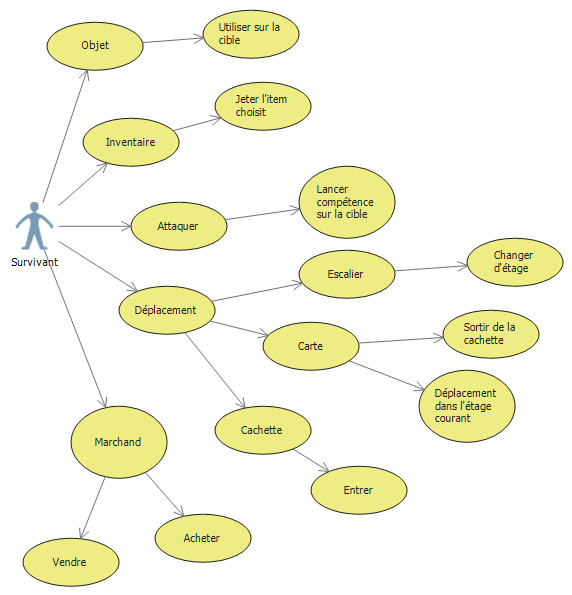 Objet
Utiliser sur la
cible
Jeter l'item
choisit
Inventaire
Lancer
compétence
sur la cible
Attaquer
Survivant
Changer
d'étage
Escalier
Déplacement
Sortir de la
cachette
Carte
Déplacement
dans l'étage
courant
Cachette
Marchand
Entrer
Acheter
Vendre